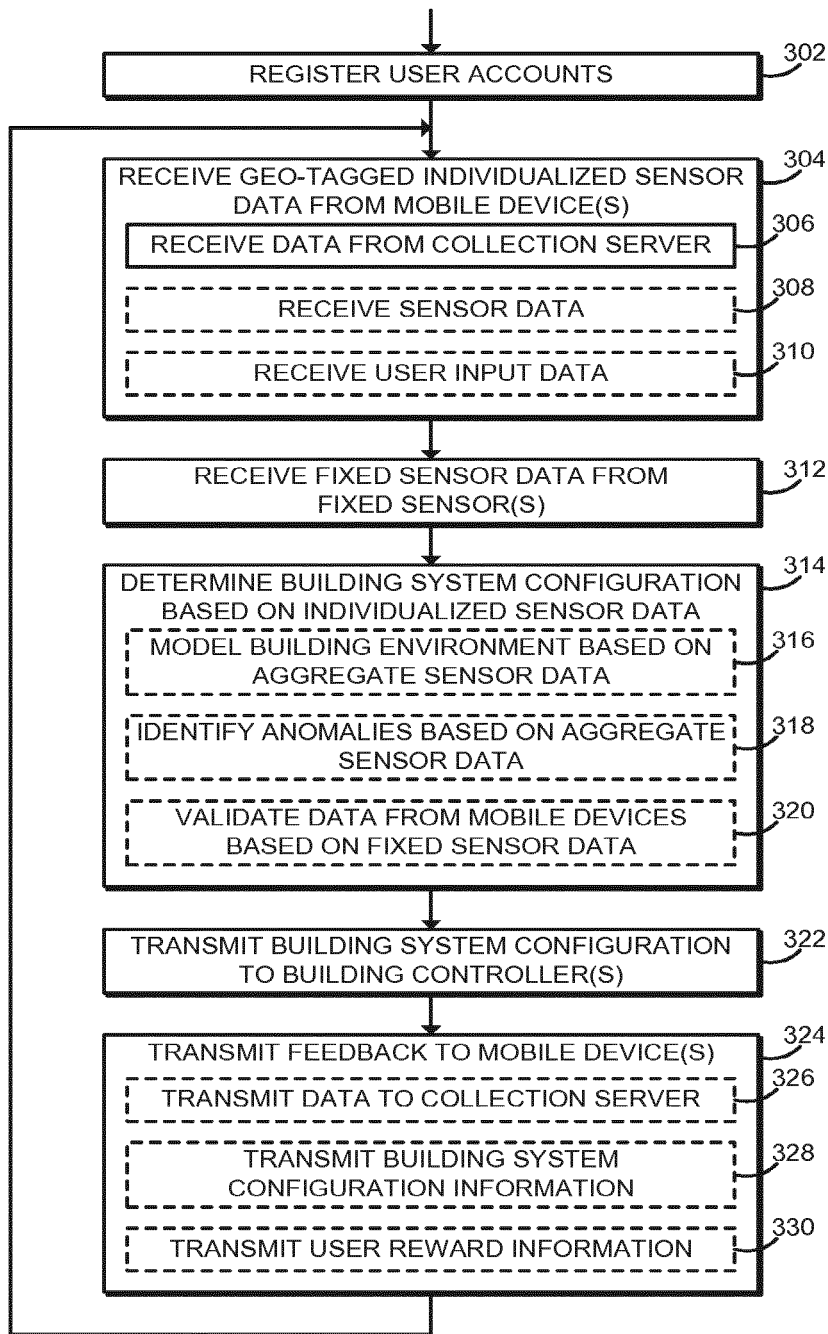 REGISTER USER ACCOUNTS
302
RECEIVE GEO-TAGGED INDIVIDUALIZED SENSOR
DATA FROM MOBILE DEVICE(S)
304
RECEIVE DATA FROM COLLECTION SERVER
306
RECEIVE SENSOR DATA
308
RECEIVE USER INPUT DATA
310
RECEIVE FIXED SENSOR DATA FROM
FIXED SENSOR(S)
312
DETERMINE BUILDING SYSTEM CONFIGURATION
BASED ON INDIVIDUALIZED SENSOR DATA
314
MODEL BUILDING ENVIRONMENT BASED ON
AGGREGATE SENSOR DATA
316
IDENTIFY ANOMALIES BASED ON AGGREGATE
SENSOR DATA
318
VALIDATE DATA FROM MOBILE DEVICES
BASED ON FIXED SENSOR DATA
320
TRANSMIT BUILDING SYSTEM CONFIGURATION
TO BUILDING CONTROLLER(S)
322
TRANSMIT FEEDBACK TO MOBILE DEVICE(S)
324
TRANSMIT DATA TO COLLECTION SERVER
326
TRANSMIT BUILDING SYSTEM
CONFIGURATION INFORMATION
328
TRANSMIT USER REWARD INFORMATION
330